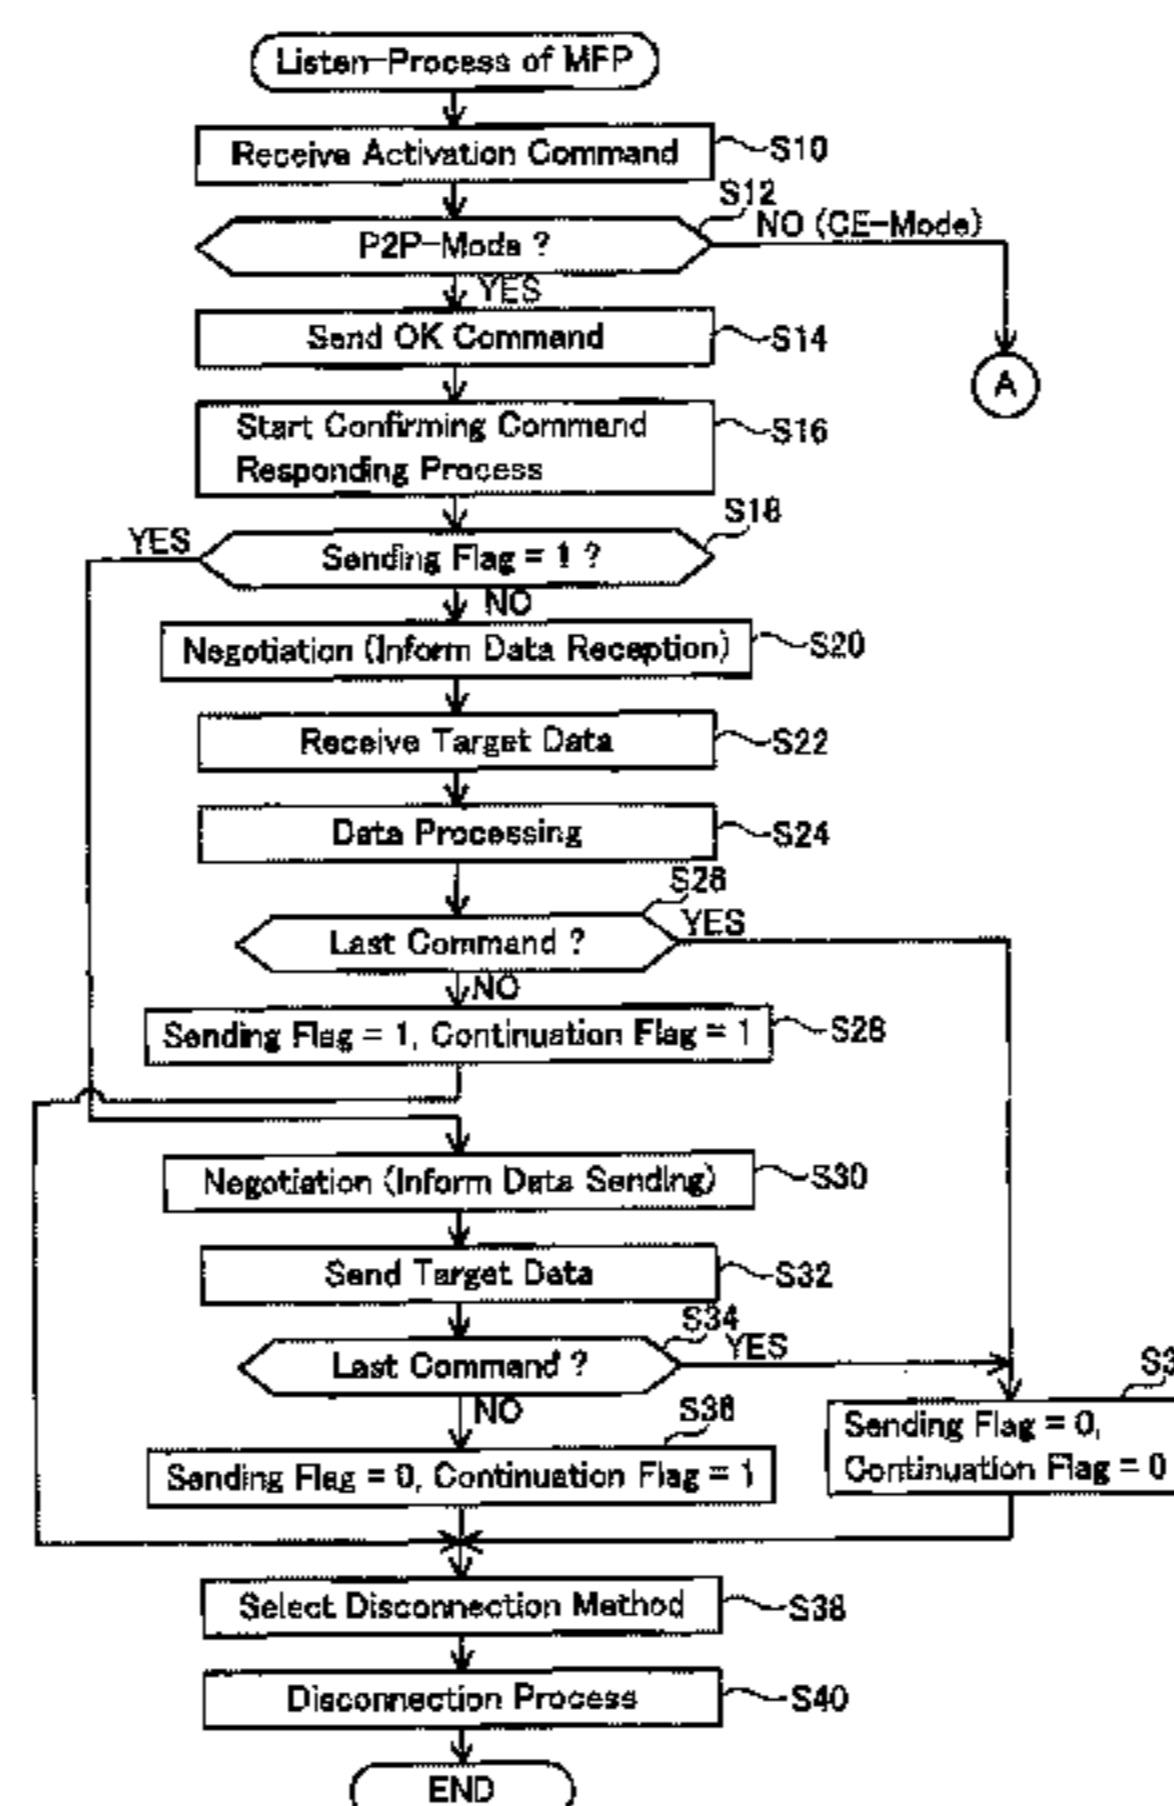 Listen-Process of MFP
Receive Activation Command
S10
S12
P2P-Mode ?
NO (CE-Mode)
YES
Send OK Command
S14
A
Start Confirming Command
Responding Process
S16
S18
YES
Sending Flag = 1 ?
NO
Negotiation (Inform Data Reception)
S20
Receive Target Data
S22
Data Processing
S24
S26
Last Command ?
YES
NO
Sending Flag = 1, Continuation Flag = 1
S28
Negotiation (Inform Data Sending)
S30
Send Target Data
S32
S34
Last Command ?
YES
NO
S36
Sending Flag = 0, Continuation Flag = 1
Sending Flag = 0,
Continuation Flag = 0
Select Disconnection Method
S38
Disconnection Process
S40
END